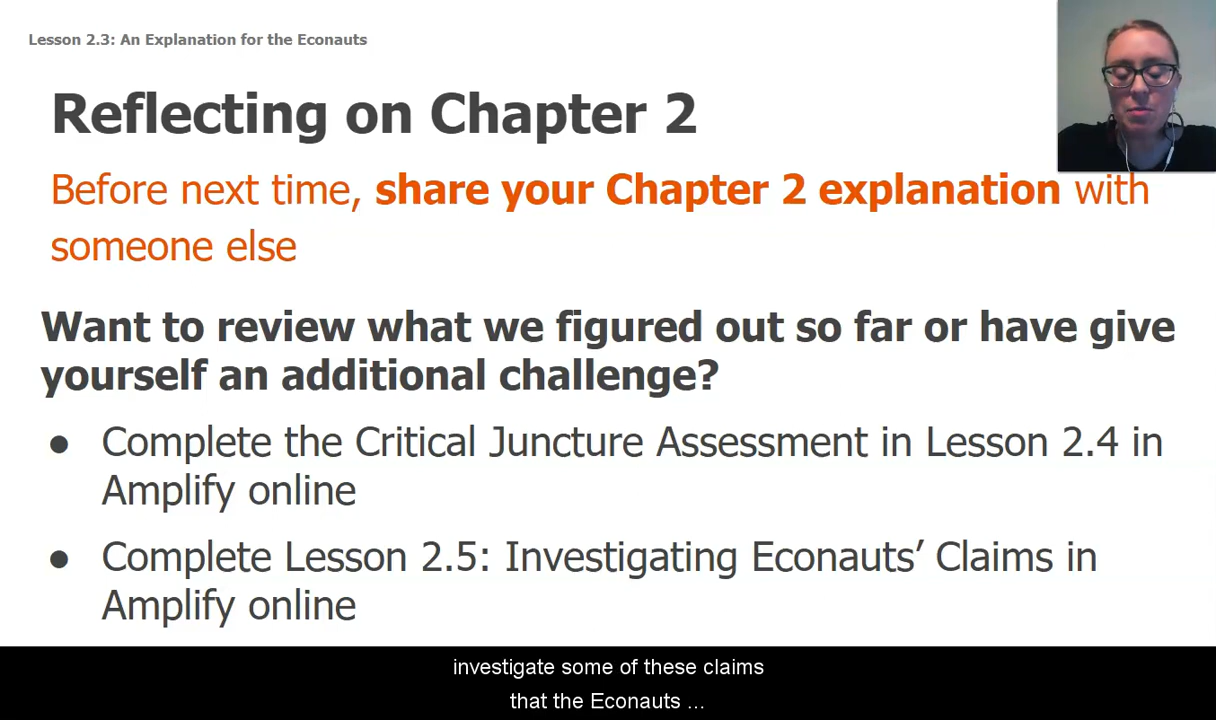 Lesson 2.3: An Explanation for the Econauts
Reflecting on Chapter 2
Before next time, share your Chapter 2 explanation with
someone else
Want to review what we figured out so far or have give
yourself an additional challenge?
● Complete the Critical Juncture Assessment in Lesson 2.4 in
Amplify online
● Complete Lesson 2.5: Investigating Econauts’ Claims in
Amplify online
investigate some of these claims
that the Econauts ...